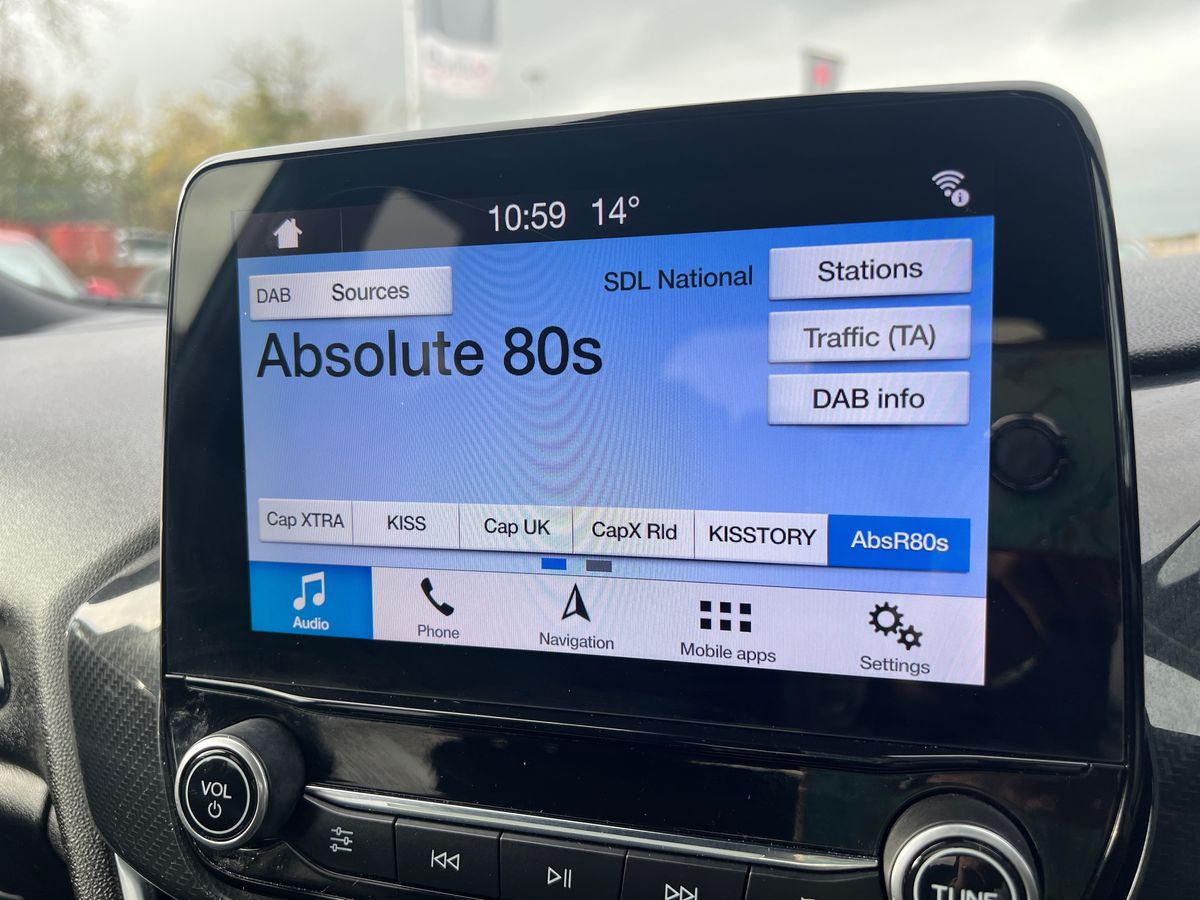 10:59 14°
DAB Sources
SDL National
Stations
Absolute 80s
Traffic (TA)
DAB info
Cap XTRA KISS Cap UK CapX Rld KISSTORY AbsR80s
Audio Phone Navigation Mobile apps Settings
VOL
TUNE